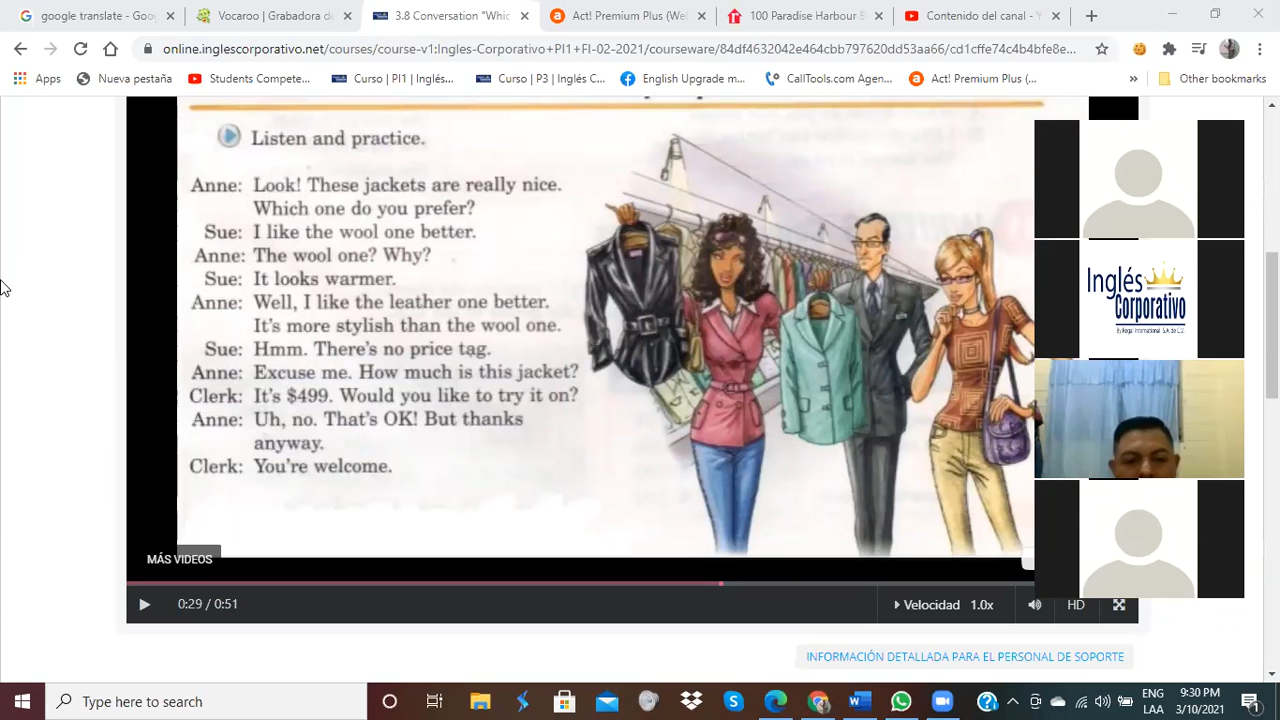 google translate - Goo
Vocaroo | Grabadora d
3.8 Conversation "Whic
Act! Premium Plus (Wel
100 Paradise Harbour
Contenido del canal - Y
online.inglescorporativo.net/courses/course-v1:Ingles-Corporativo+PI1+FI-02-2021/courseware/84df4632042e464cbb797620dd53aa66/cd1cffe74c4b4bfe8e...
Apps
Nueva pestaña
Students Compete...
Curso | PI1 | Inglés...
Curso | P3 | Inglés C...
English Upgrade m...
CallTools.com Agen...
Act! Premium Plus (...
»
Other bookmarks
Listen and practice.
Anne: Look! These jackets are really nice.
Which one do you prefer?
Sue: I like the wool one better.
Anne: The wool one? Why?
Sue: It looks warmer.
Anne: Well, I like the leather one better.
It's more stylish than the wool one.
Sue: Hmm. There's no price tag.
Anne: Excuse me. How much is this jacket?
Clerk: It's $499. Would you like to try it on?
Anne: Uh, no. That's OK! But thanks
anyway.
Clerk: You're welcome.
Inglés
Corporativo
MÁS VIDEOS
0:29 / 0:51
Velocidad 1.0x
HD
INFORMACIÓN DETALLADA PARA EL PERSONAL DE SOPORTE
Type here to search
ENG
LAA
9:30 PM
3/10/2021